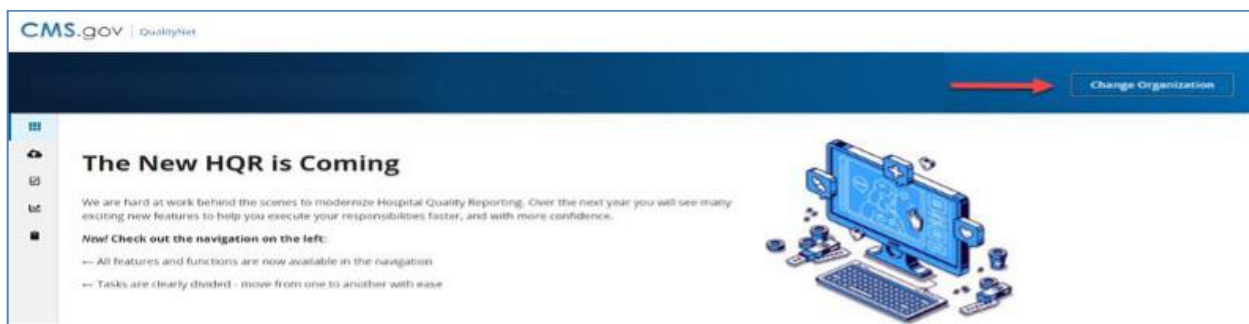 CMS.gov | QualityNet
Change Organization
The New HQR is Coming
We are hard at work behind the scenes to modernize Hospital Quality Reporting. Over the next year you will see many
exciting new features to help you execute your responsibilities faster, and with more confidence.
New! Check out the navigation on the left:
← All features and functions are now available in the navigation
← Tasks are clearly divided - move from one to another with ease